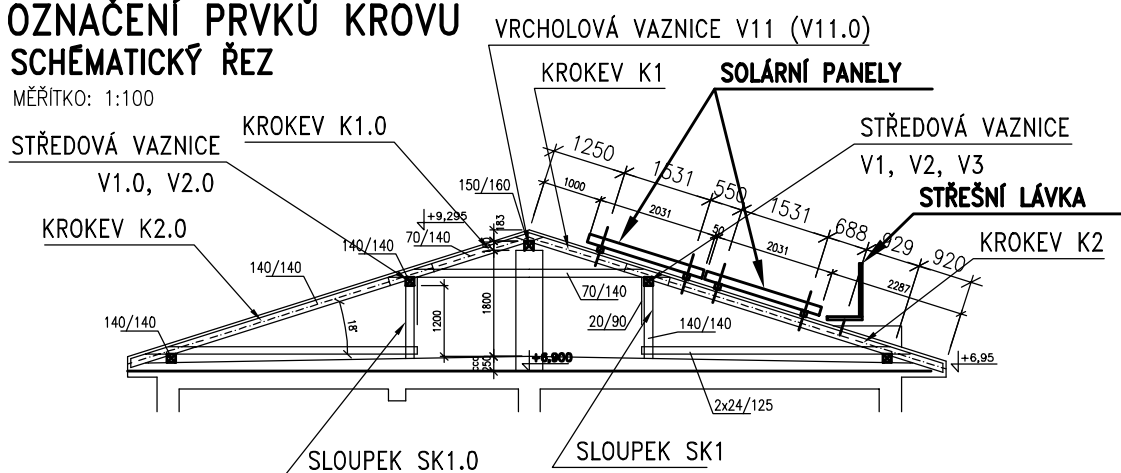 OZNAČENÍ PRVKŮ KROVU
SCHÉMATICKÝ ŘEZ
MĚŘÍTKO: 1:100
VRCHOLOVÁ VAZNICE V11 (V11.0)
KROKEV K1
SOLÁRNÍ PANELY
KROKEV K1.0
STŘEDOVÁ VAZNICE
V1.0, V2.0
KROKEV K2.0
STŘEDOVÁ VAZNICE
V1, V2, V3
STŘEŠNÍ LÁVKA
KROKEV K2
1250
1531
550
1531
688
929
920
1000
2031
50
2031
2287
150/160
+9,295
183
70/140
140/140
140/140
140/140
18°
1200
1800
250
+6,900
70/140
20/90
140/140
+6,95
2x24/125
SLOUPEK SK1.0
SLOUPEK SK1